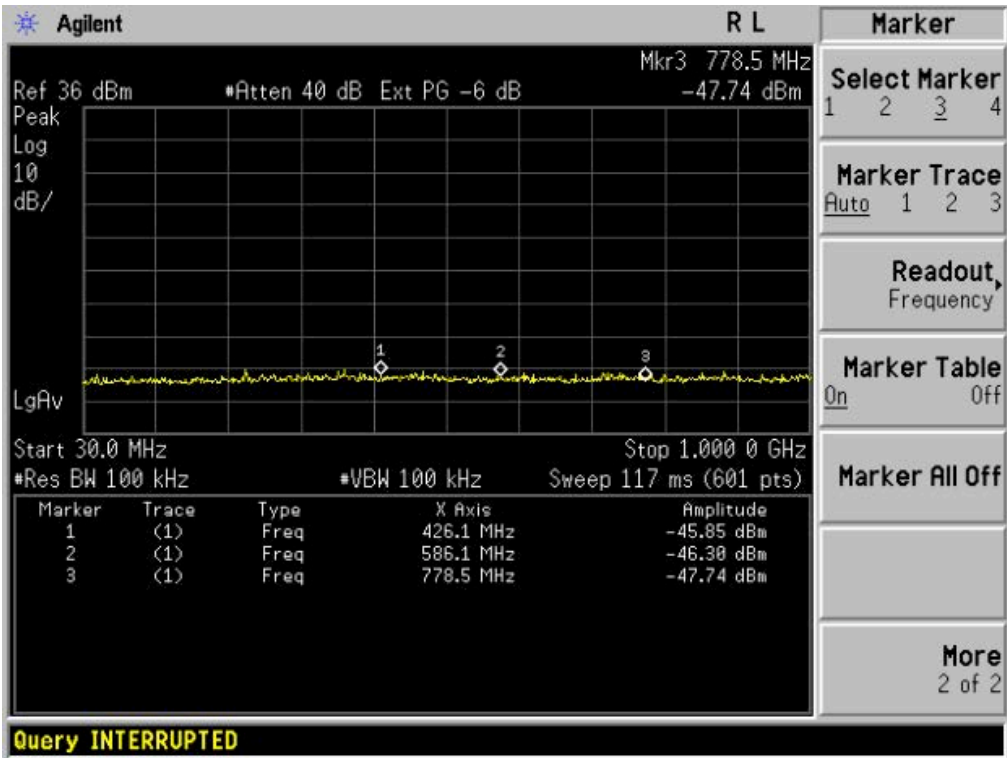 Agilent R L Marker
Mkr3 778.5 MHz
Ref 36 dBm #Atten 40 dB Ext PG -6 dB -47.74 dBm
Peak
Log
10
dB/
1 2 3
LgAv
Start 30.0 MHz Stop 1.000 0 GHz
#Res BW 100 kHz #VBW 100 kHz Sweep 117 ms (601 pts)
Marker Trace Type X Axis Amplitude
1 (1) Freq 426.1 MHz -45.85 dBm
2 (1) Freq 586.1 MHz -46.30 dBm
3 (1) Freq 778.5 MHz -47.74 dBm
Select Marker
1 2 3 4
Marker Trace
Auto 1 2 3
Readout
Frequency
Marker Table
On Off
Marker All Off
More
2 of 2
Query INTERRUPTED